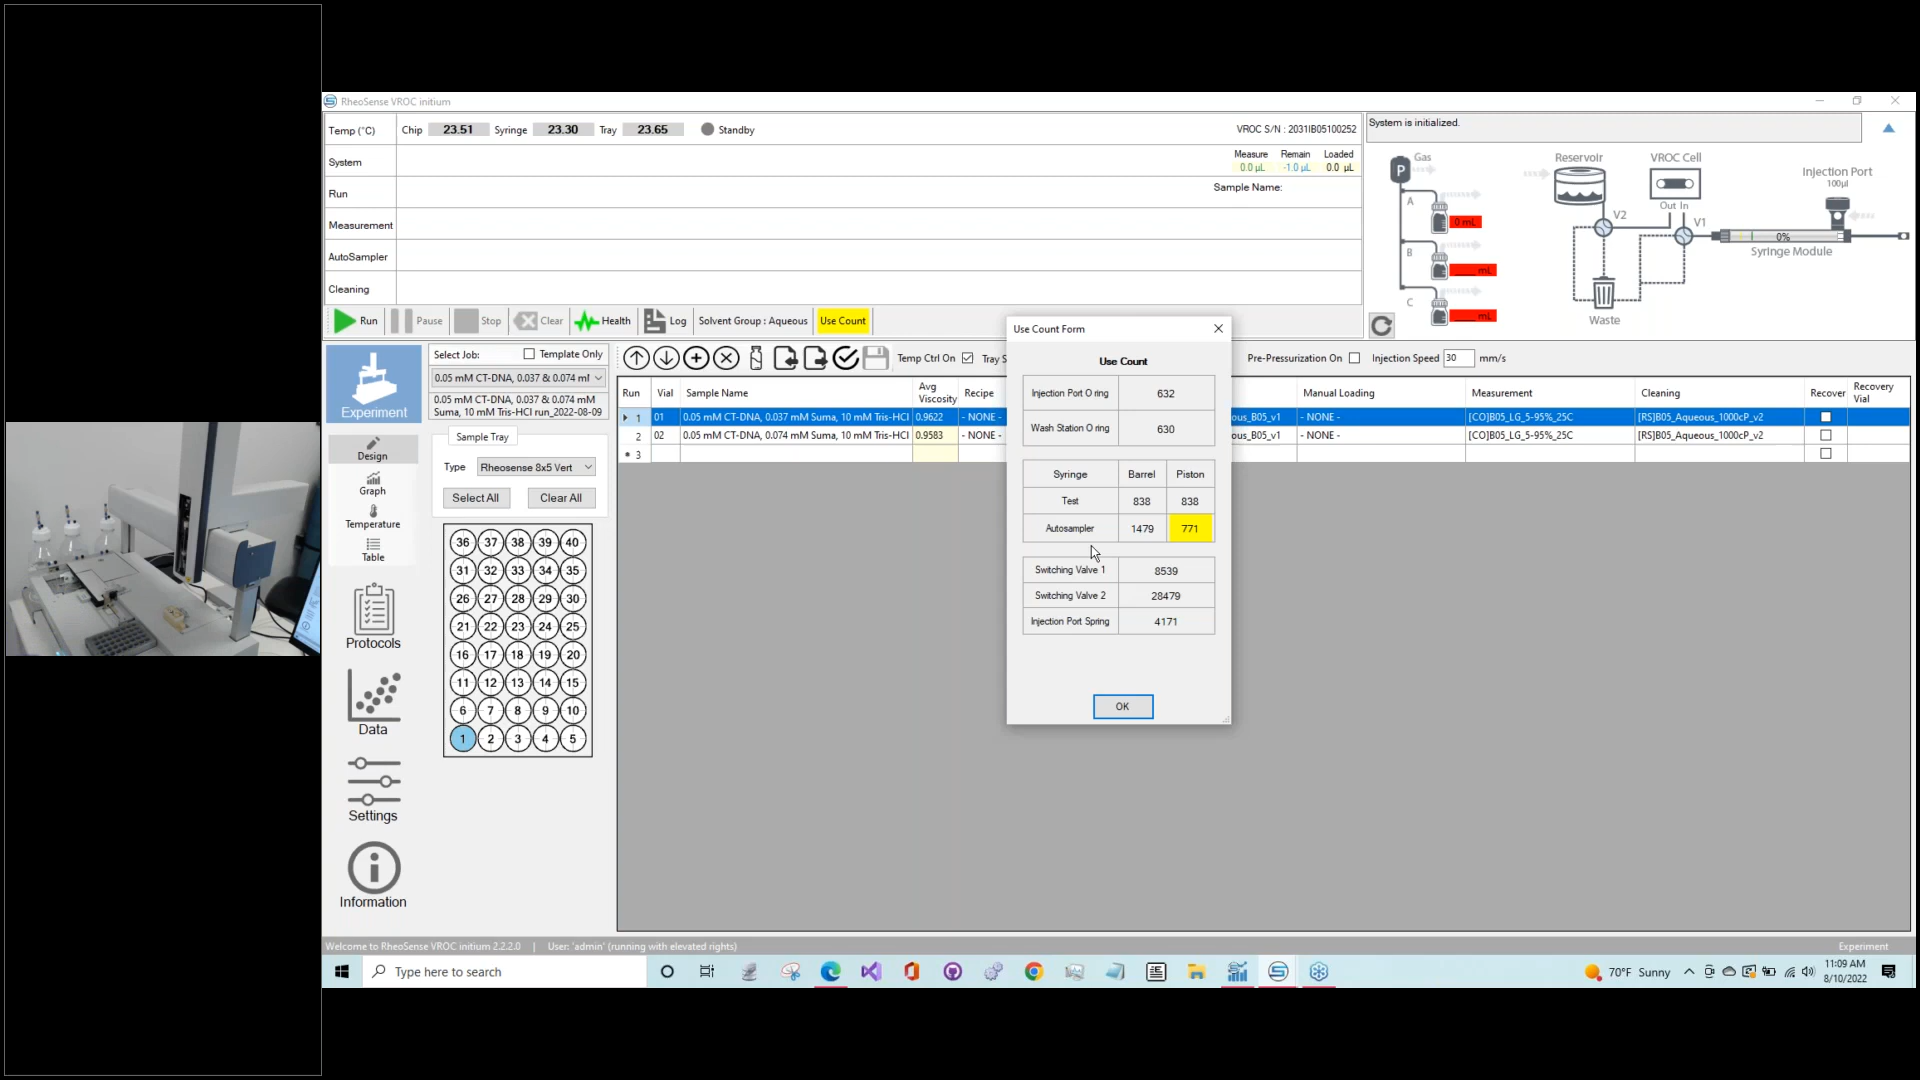 RheoSense VROC initium
Temp (°C) Chip 23.51 Syringe 23.30 Tray 23.65 Standby VROC S/N : 2031IB05100252
System
Measure Remain Loaded
0.0 µL -1.0 µL 0.0 µL
Run Sample Name:
Measurement
AutoSampler
Cleaning
System is initialized.
Gas
P
A
0 mL
B
mL
C
mL
Reservoir
VROC Cell
Out In
V2
V1
Injection Port
100µl
0%
Syringe Module
Waste
Run Pause Stop Clear Health Log Solvent Group : Aqueous Use Count
Experiment
Design
Graph
Temperature
Table
Protocols
Data
Settings
Information
Select Job: Template Only
0.05 mM CT-DNA, 0.037 & 0.074 ml
0.05 mM CT-DNA, 0.037 & 0.074 mM
Suma, 10 mM Tris-HCl run_2022-08-09
Sample Tray
Type Rheosense 8x5 Vert
Select All Clear All
36 37 38 39 40
31 32 33 34 35
26 27 28 29 30
21 22 23 24 25
16 17 18 19 20
11 12 13 14 15
6 7 8 9 10
1 2 3 4 5
Temp Ctrl On Tray S Pre-Pressurization On Injection Speed 30 mm/s
Run Vial Sample Name Avg Viscosity Recipe Manual Loading Measurement Cleaning Recover Recovery Vial
1 01 0.05 mM CT-DNA, 0.037 mM Suma, 10 mM Tris-HCl 0.9622 - NONE - ous_B05_v1 - NONE - [CO]B05_LG_5-95%_25C [RS]B05_Aqueous_1000cP_v2
2 02 0.05 mM CT-DNA, 0.074 mM Suma, 10 mM Tris-HCl 0.9583 - NONE - ous_B05_v1 - NONE - [CO]B05_LG_5-95%_25C [RS]B05_Aqueous_1000cP_v2
3
Use Count Form
Use Count
Injection Port O ring 632
Wash Station O ring 630
Syringe Barrel Piston
Test 838 838
Autosampler 1479 771
Switching Valve 1 8539
Switching Valve 2 28479
Injection Port Spring 4171
OK
Welcome to RheoSense VROC initium 2.2.2.0 | User: 'admin' (running with elevated rights) Experiment
Type here to search
70°F Sunny
11:09 AM
8/10/2022